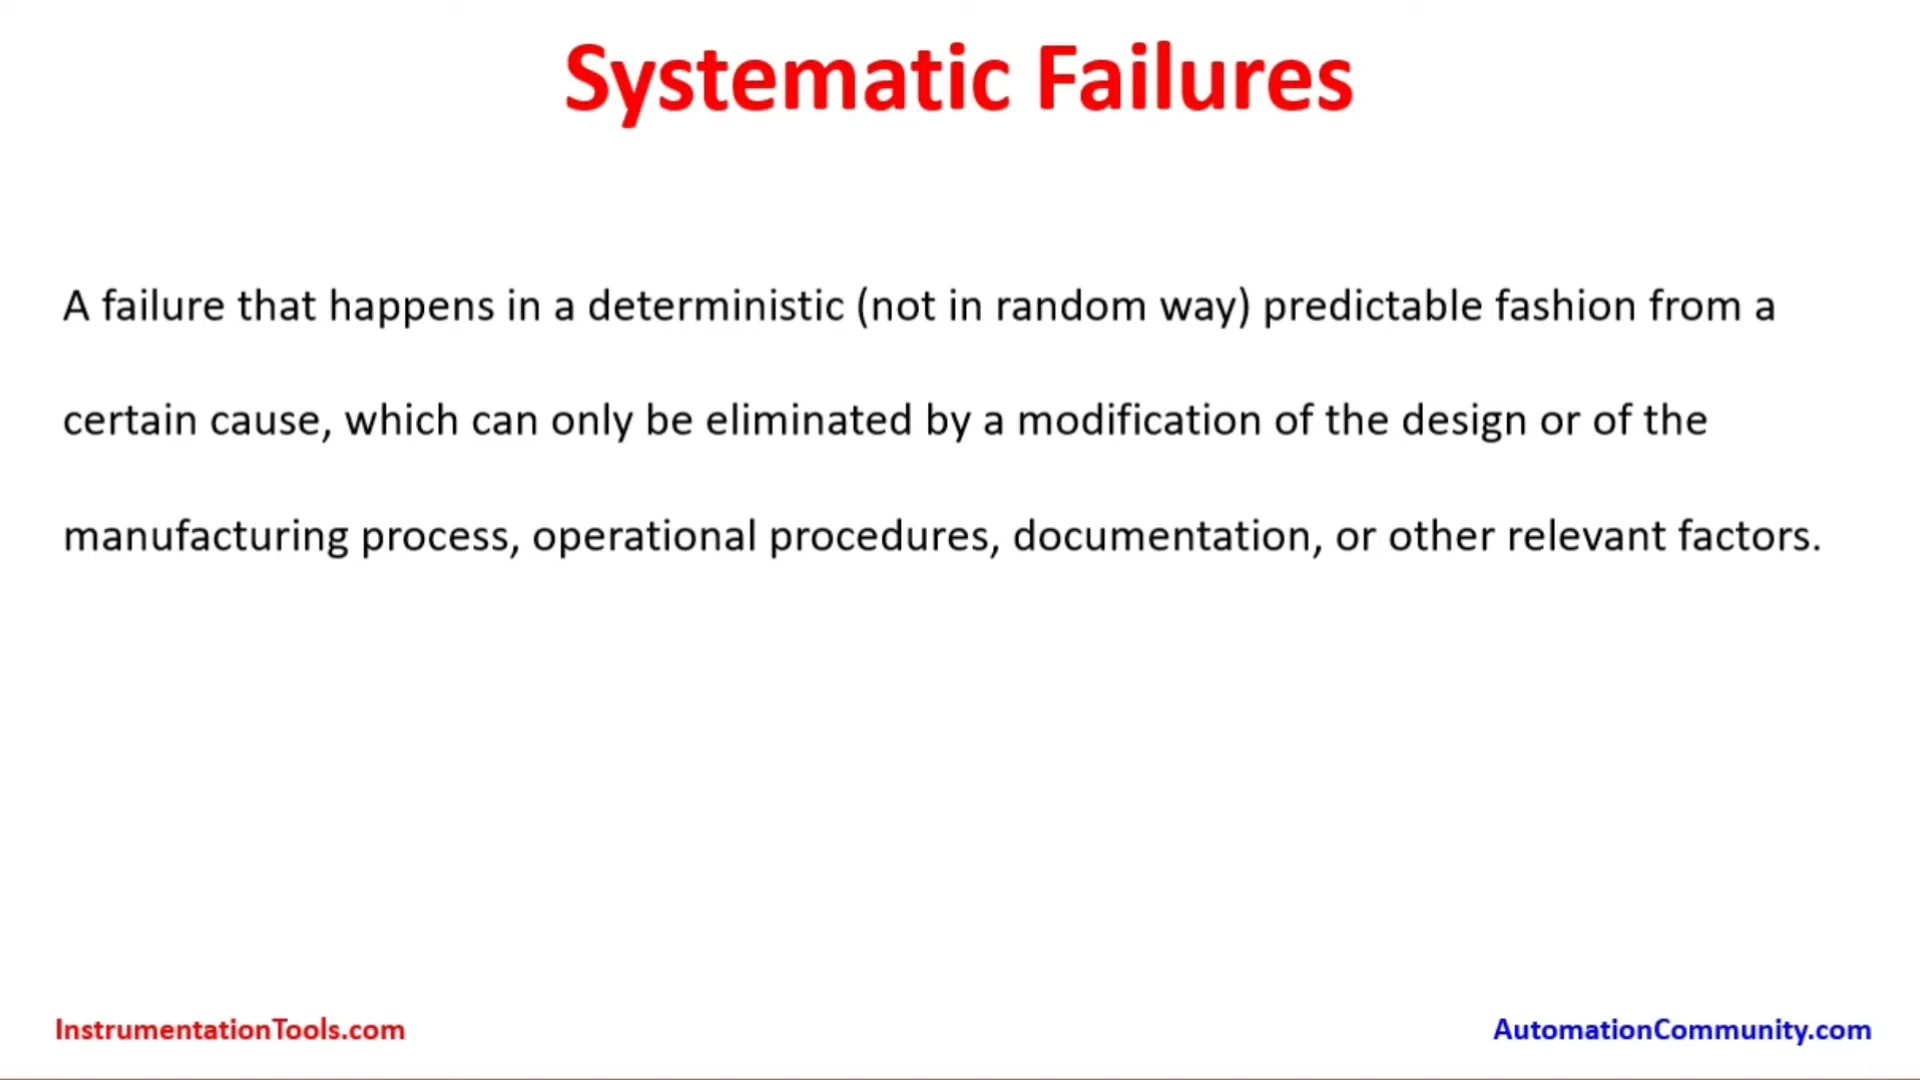 Systematic Failures
A failure that happens in a deterministic (not in random way) predictable fashion from a
certain cause, which can only be eliminated by a modification of the design or of the
manufacturing process, operational procedures, documentation, or other relevant factors.
InstrumentationTools.com
AutomationCommunity.com